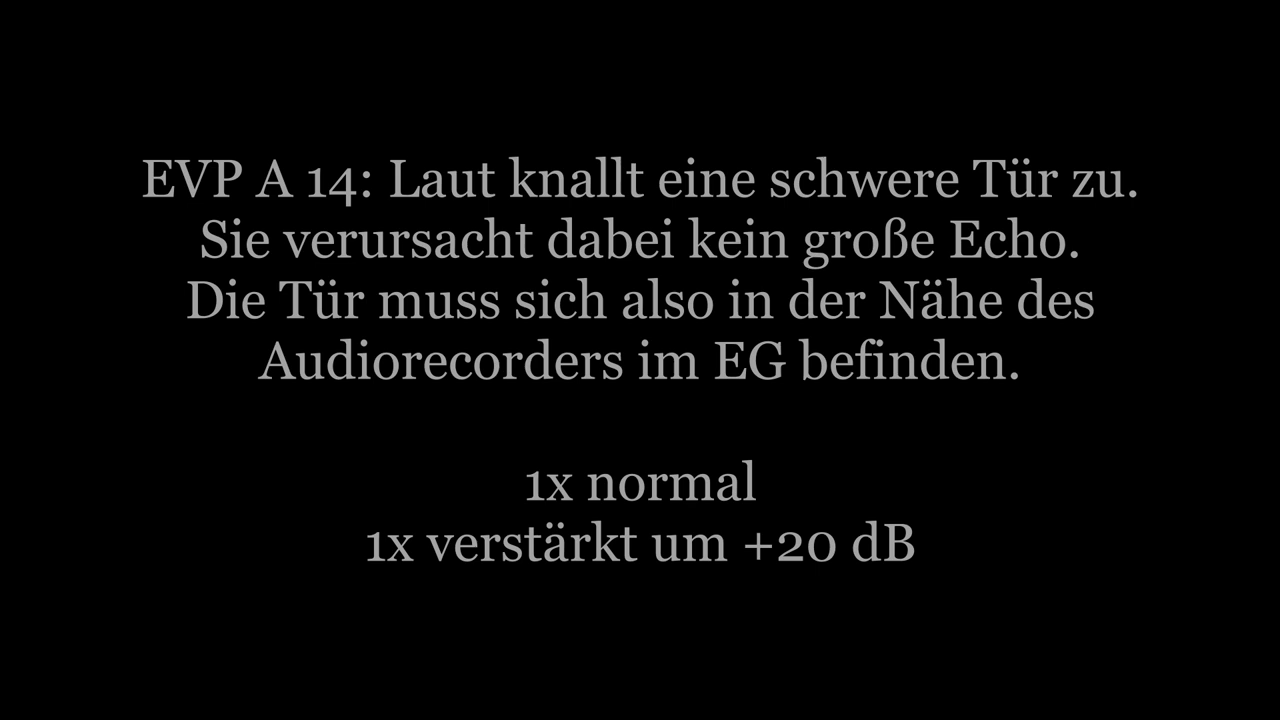 EVP A 14: Laut knallt eine schwere Tür zu.
Sie verursacht dabei kein große Echo.
Die Tür muss sich also in der Nähe des
Audiorecorders im EG befinden.
1x normal
1x verstärkt um +20 dB